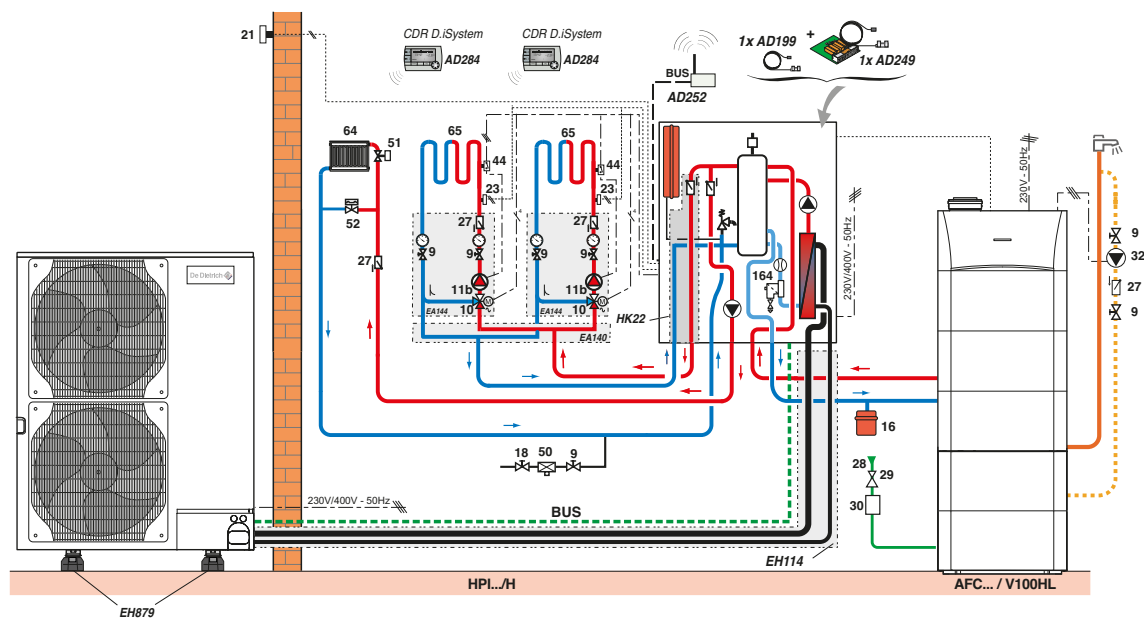 21
CDR D.iSystem
AD284
CDR D.iSystem
AD284
BUS
AD252
1x AD199
+
1x AD249
64
51
65
65
44
44
23
23
52
27
27
27
9
9
9
9
11b
11b
M
M
10
10
EA144
EA144
EA140
HK22
164
230V/400V - 50Hz
230V - 50Hz
9
32
27
9
De Dietrich
16
18
50
9
28
29
30
230V/400V - 50Hz
BUS
EH114
HPI.../H
AFC... / V100HL
EH879